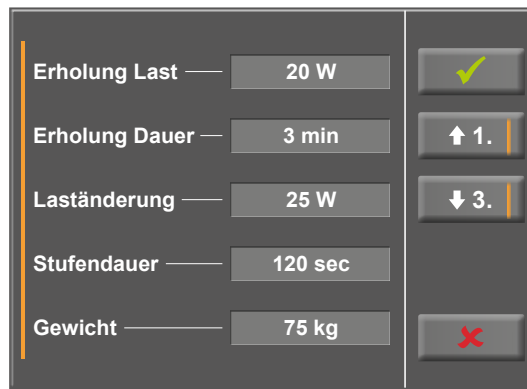 Erholung Last 20 W
Erholung Dauer 3 min
1.
Laständerung 25 W
3.
Stufendauer 120 sec
Gewicht 75 kg